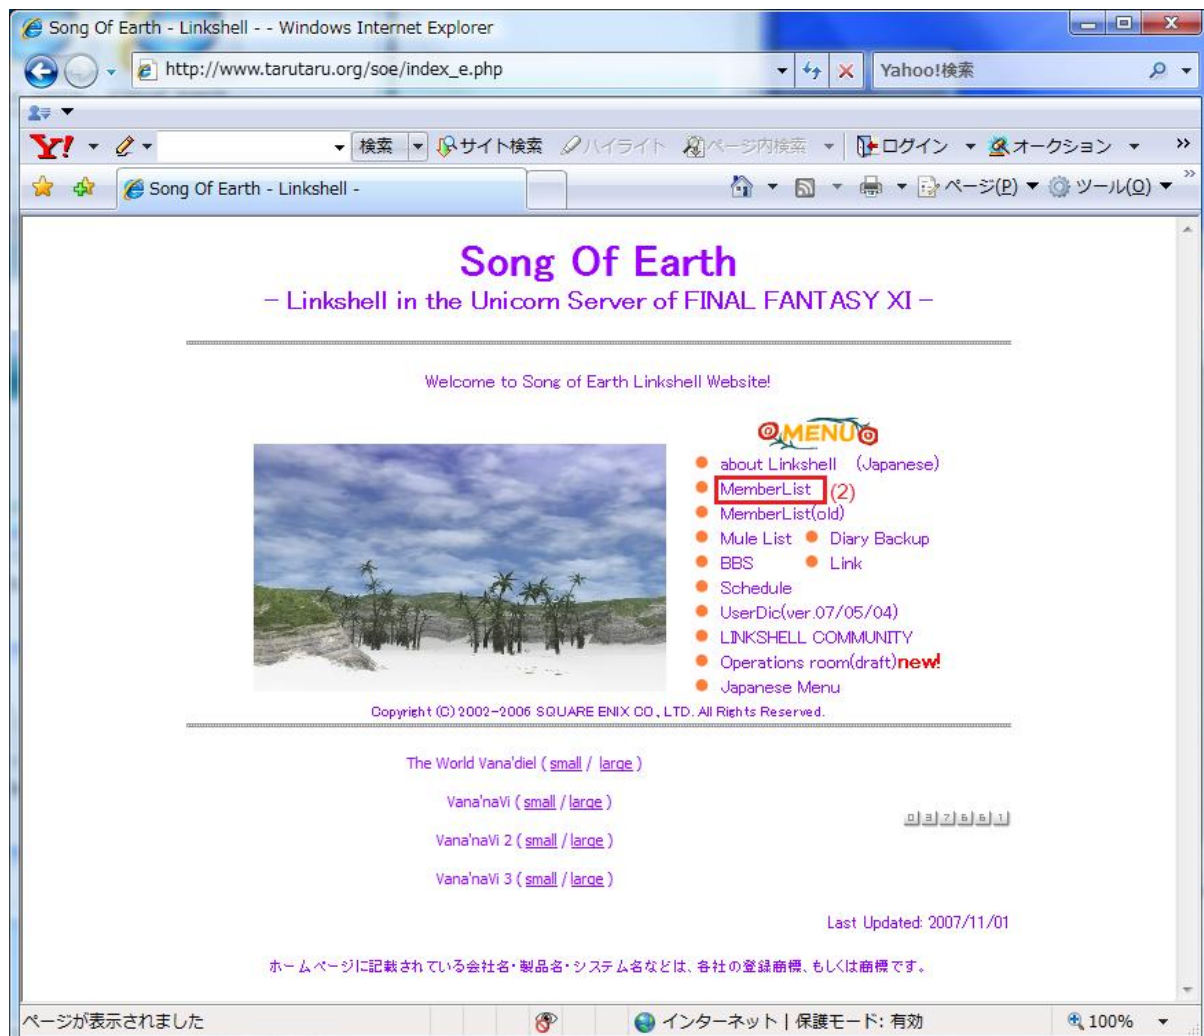 Song Of Earth - Linkshell - - Windows Internet Explorer
http://www.tarutaru.org/soe/index_e.php
Yahoo!検索
Y! 検索 サイト検索 ハイライト ページ内検索 ログイン オークション
Song Of Earth - Linkshell -
ページ(P) ツール(O)
Song Of Earth
- Linkshell in the Unicorn Server of FINAL FANTASY XI -
Welcome to Song of Earth Linkshell Website!
MENU
about Linkshell (Japanese)
MemberList (2)
MemberList(old)
Mule List Diary Backup
BBS Link
Schedule
UserDic(ver.07/05/04)
LINKSHELL COMMUNITY
Operations room(draft)new!
Japanese Menu
Copyright (C) 2002-2006 SQUARE ENIX CO., LTD. All Rights Reserved.
The World Vana'diel ( small / large )
Vana'naVi ( small / large )
037661
Vana'naVi 2 ( small / large )
Vana'naVi 3 ( small / large )
Last Updated: 2007/11/01
ホームページに記載されている会社名・製品名・システム名などは、各社の登録商標、もしくは商標です。
ページが表示されました インターネット | 保護モード: 有効 100%